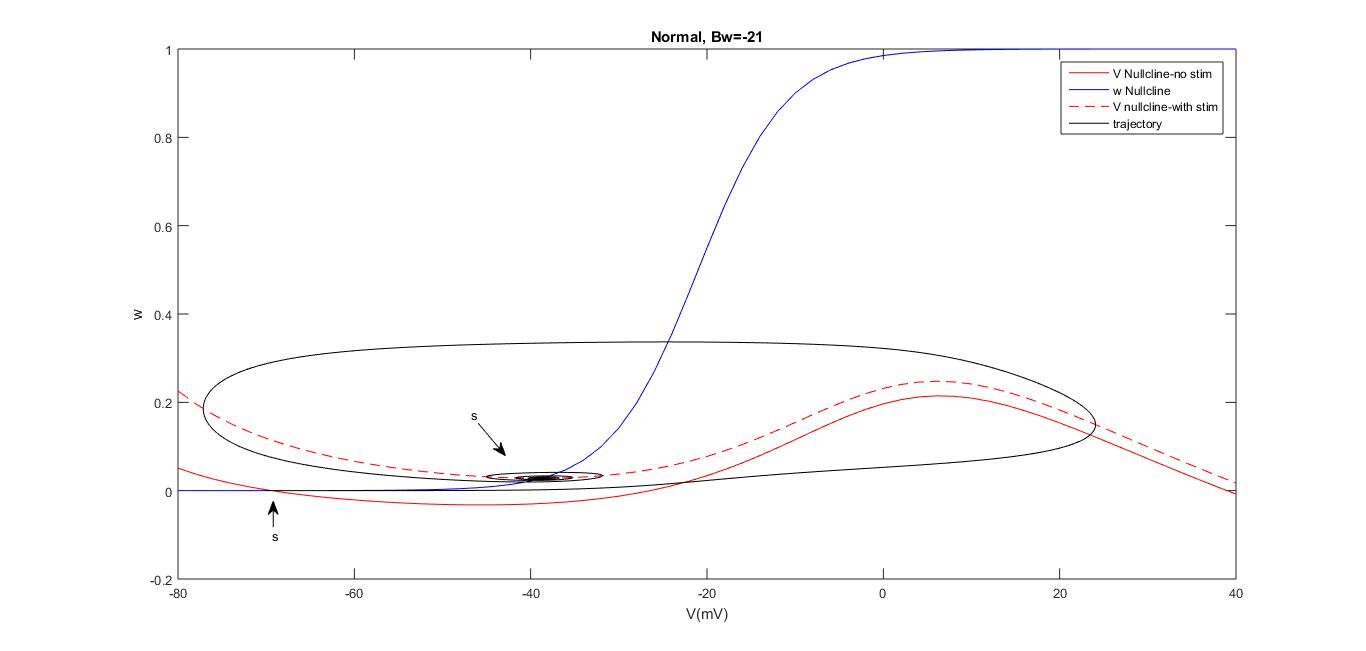 Normal, Bw=-21
1
0.8
0.6
0.4
0.2
0
-0.2
w
V Nullcline-no stim
w Nullcline
V nullcline-with stim
trajectory
s
s
-80 -60 -40 -20 0 20 40
V(mV)